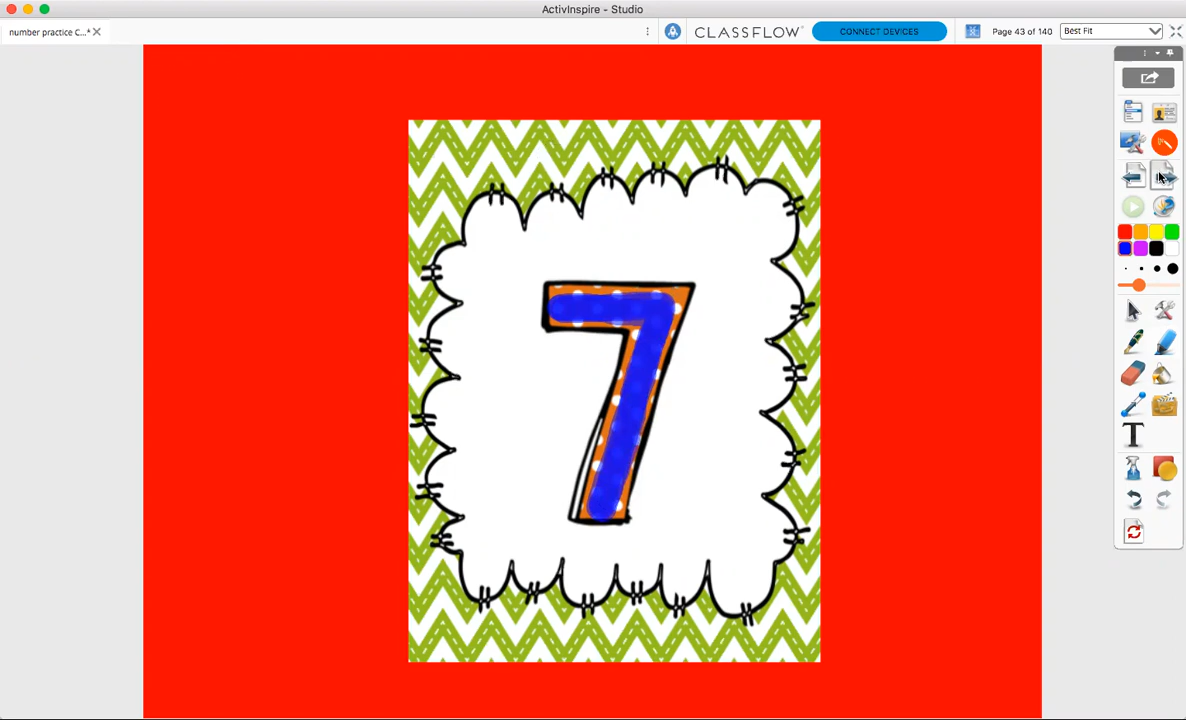 ActivInspire - Studio
number practice C...*
CLASSFLOW
CONNECT DEVICES
Page 43 of 140
Best Fit
7
T